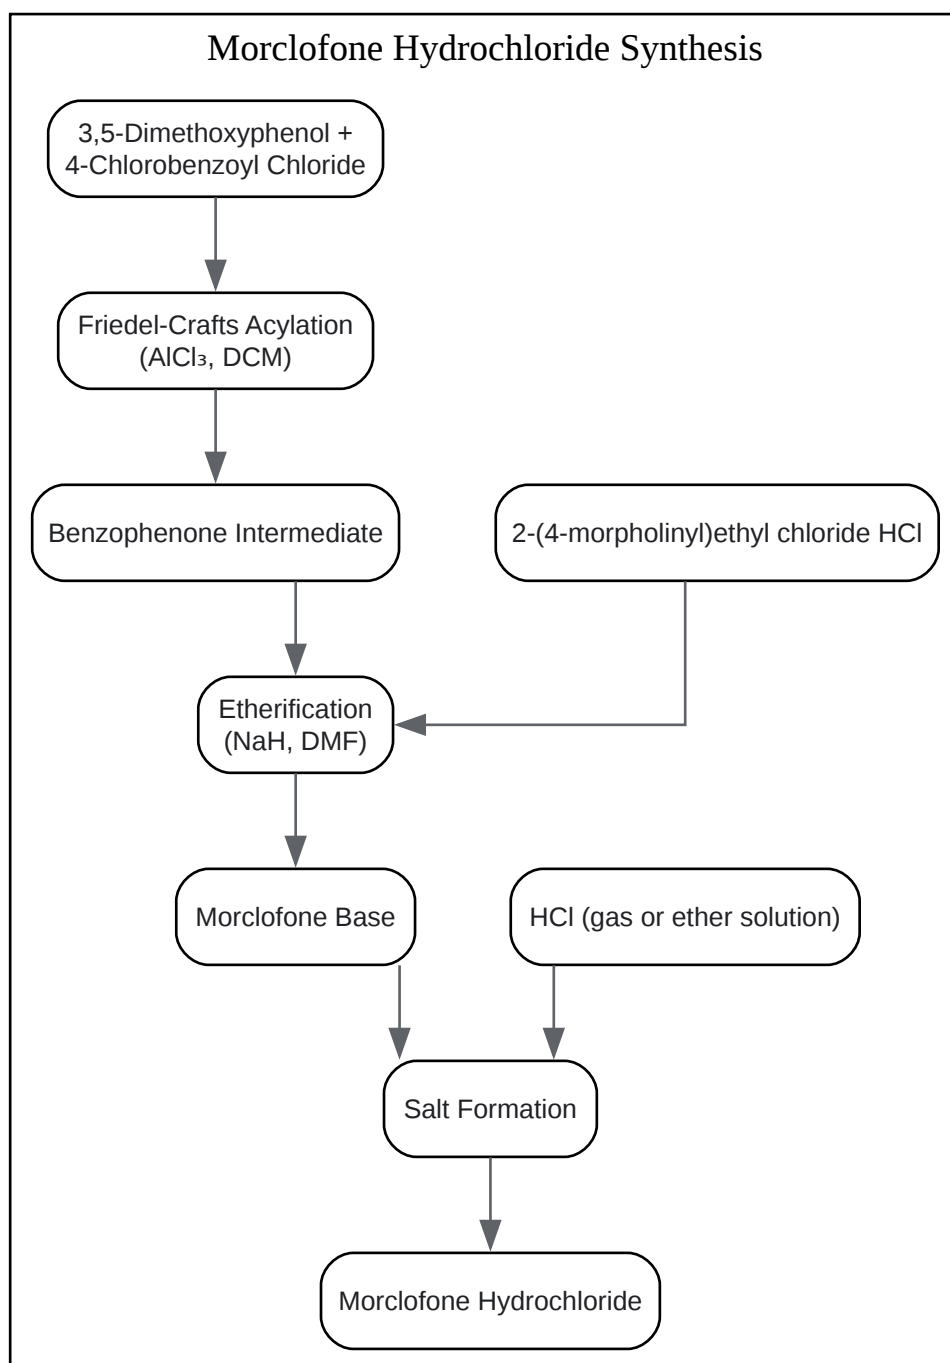 Morclofone Hydrochloride Synthesis
3,5-Dimethoxyphenol +
4-Chlorobenzoyl Chloride
Friedel-Crafts Acylation
(AlCl₃, DCM)
Benzophenone Intermediate
2-(4-morpholinyl)ethyl chloride HCl
Etherification
(NaH, DMF)
Morclofone Base
HCl (gas or ether solution)
Salt Formation
Morclofone Hydrochloride